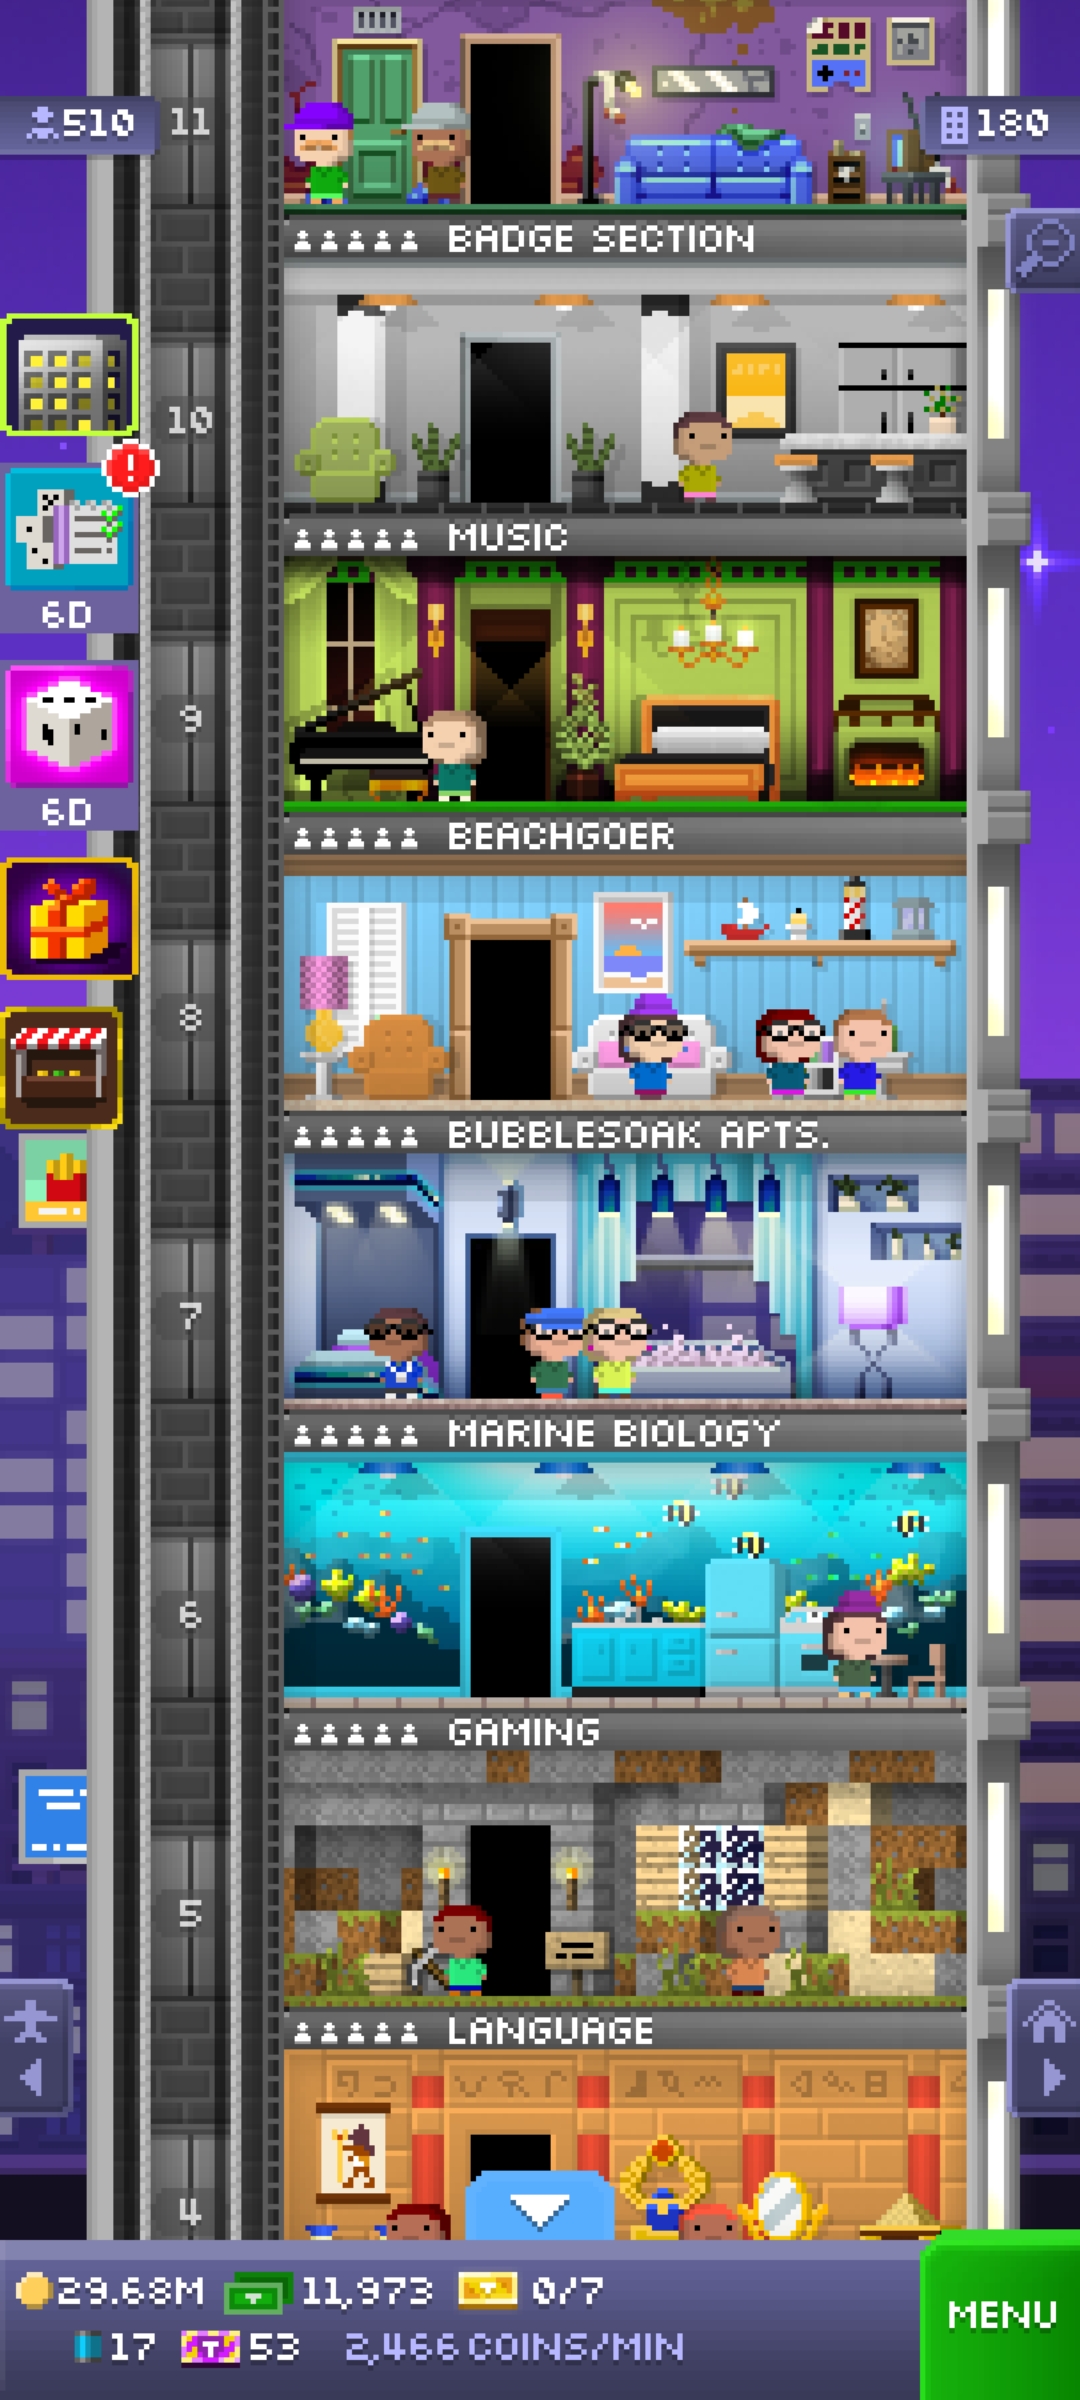 11
510
180
BADGE SECTION
10
MUSIC
6D
9
6D
BEACHGOER
8
BUBBLESOAK APTS.
7
MARINE BIOLOGY
6
GAMING
5
LANGUAGE
4
29.68M 11,973 0/7
17 53 2,466 COINS/MIN
MENU